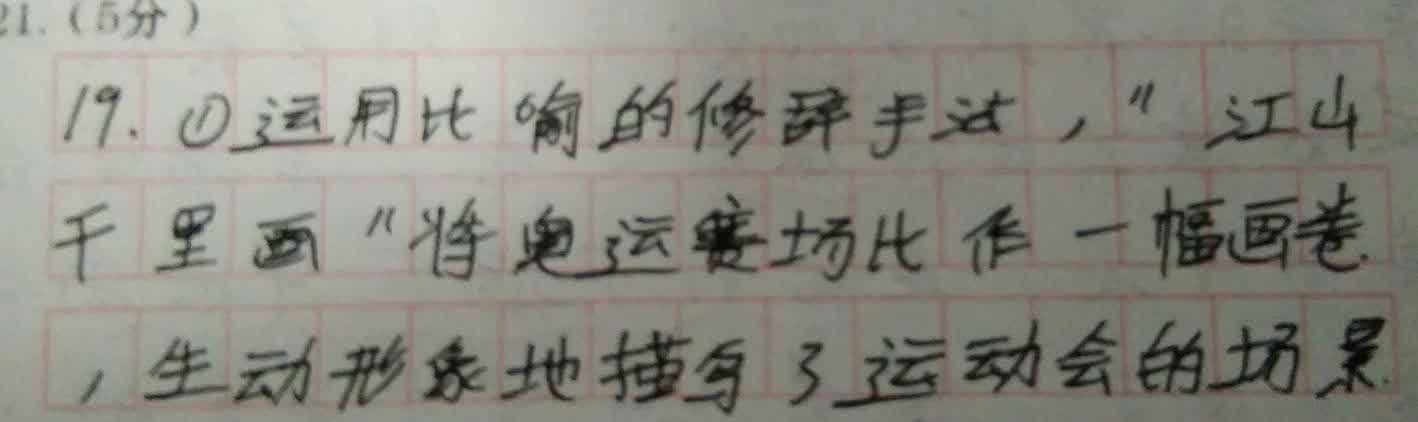 21.（5分）
19.①运用比喻的修辞手法，"江山
千里画"将奥运赛场比作一幅画卷
，生动形象地描写了运动会的场景.